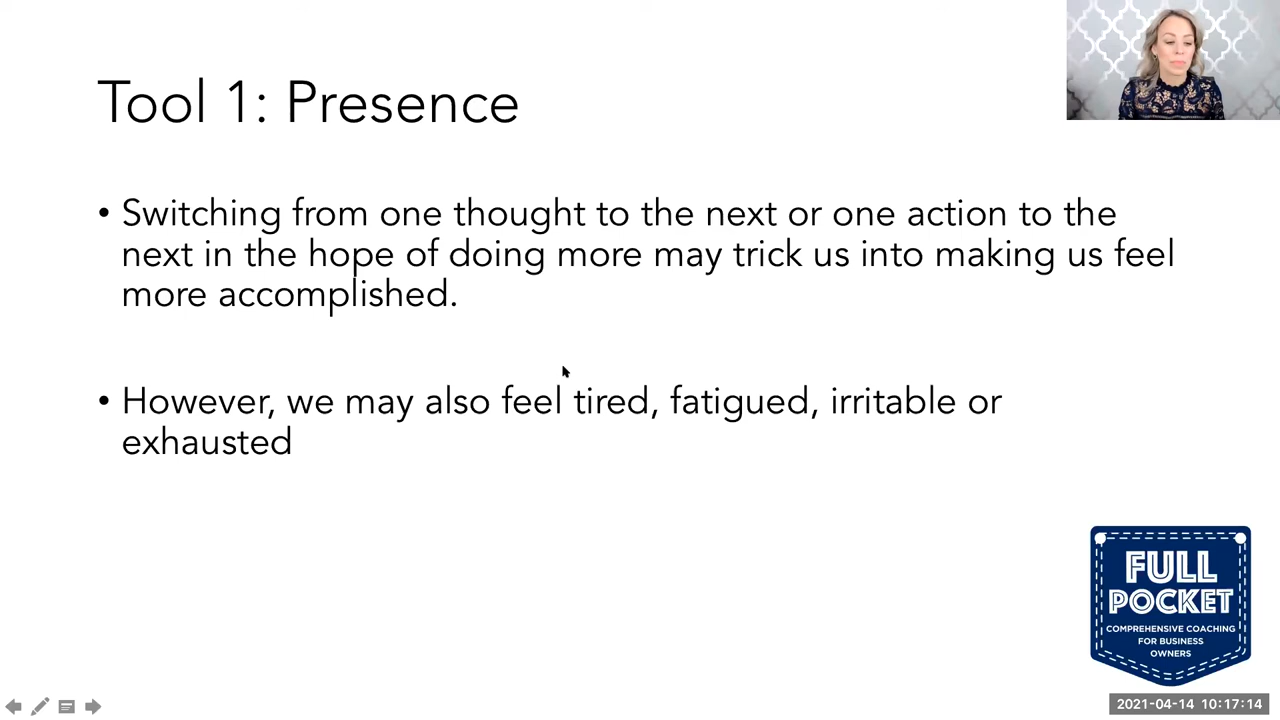 Tool 1: Presence
• Switching from one thought to the next or one action to the
next in the hope of doing more may trick us into making us feel
more accomplished.
• However, we may also feel tired, fatigued, irritable or
exhausted
FULL
POCKET
COMPREHENSIVE COACHING
FOR BUSINESS
OWNERS
2021-04-14 10:17:14